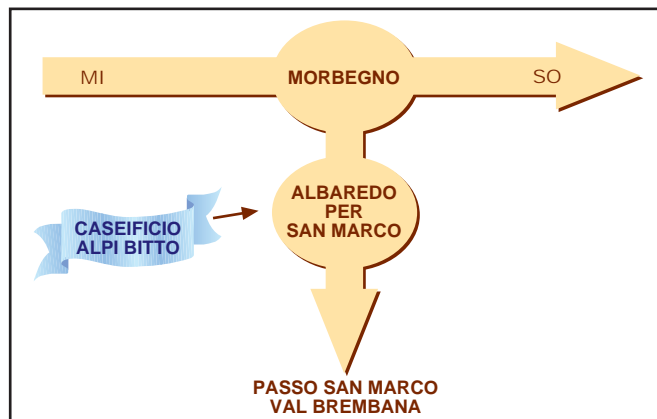 MI
MORBEGNO
SO
ALBAREDO
PER
SAN MARCO
CASEIFICIO
ALPI BITTO
PASSO SAN MARCO
VAL BREMBANA